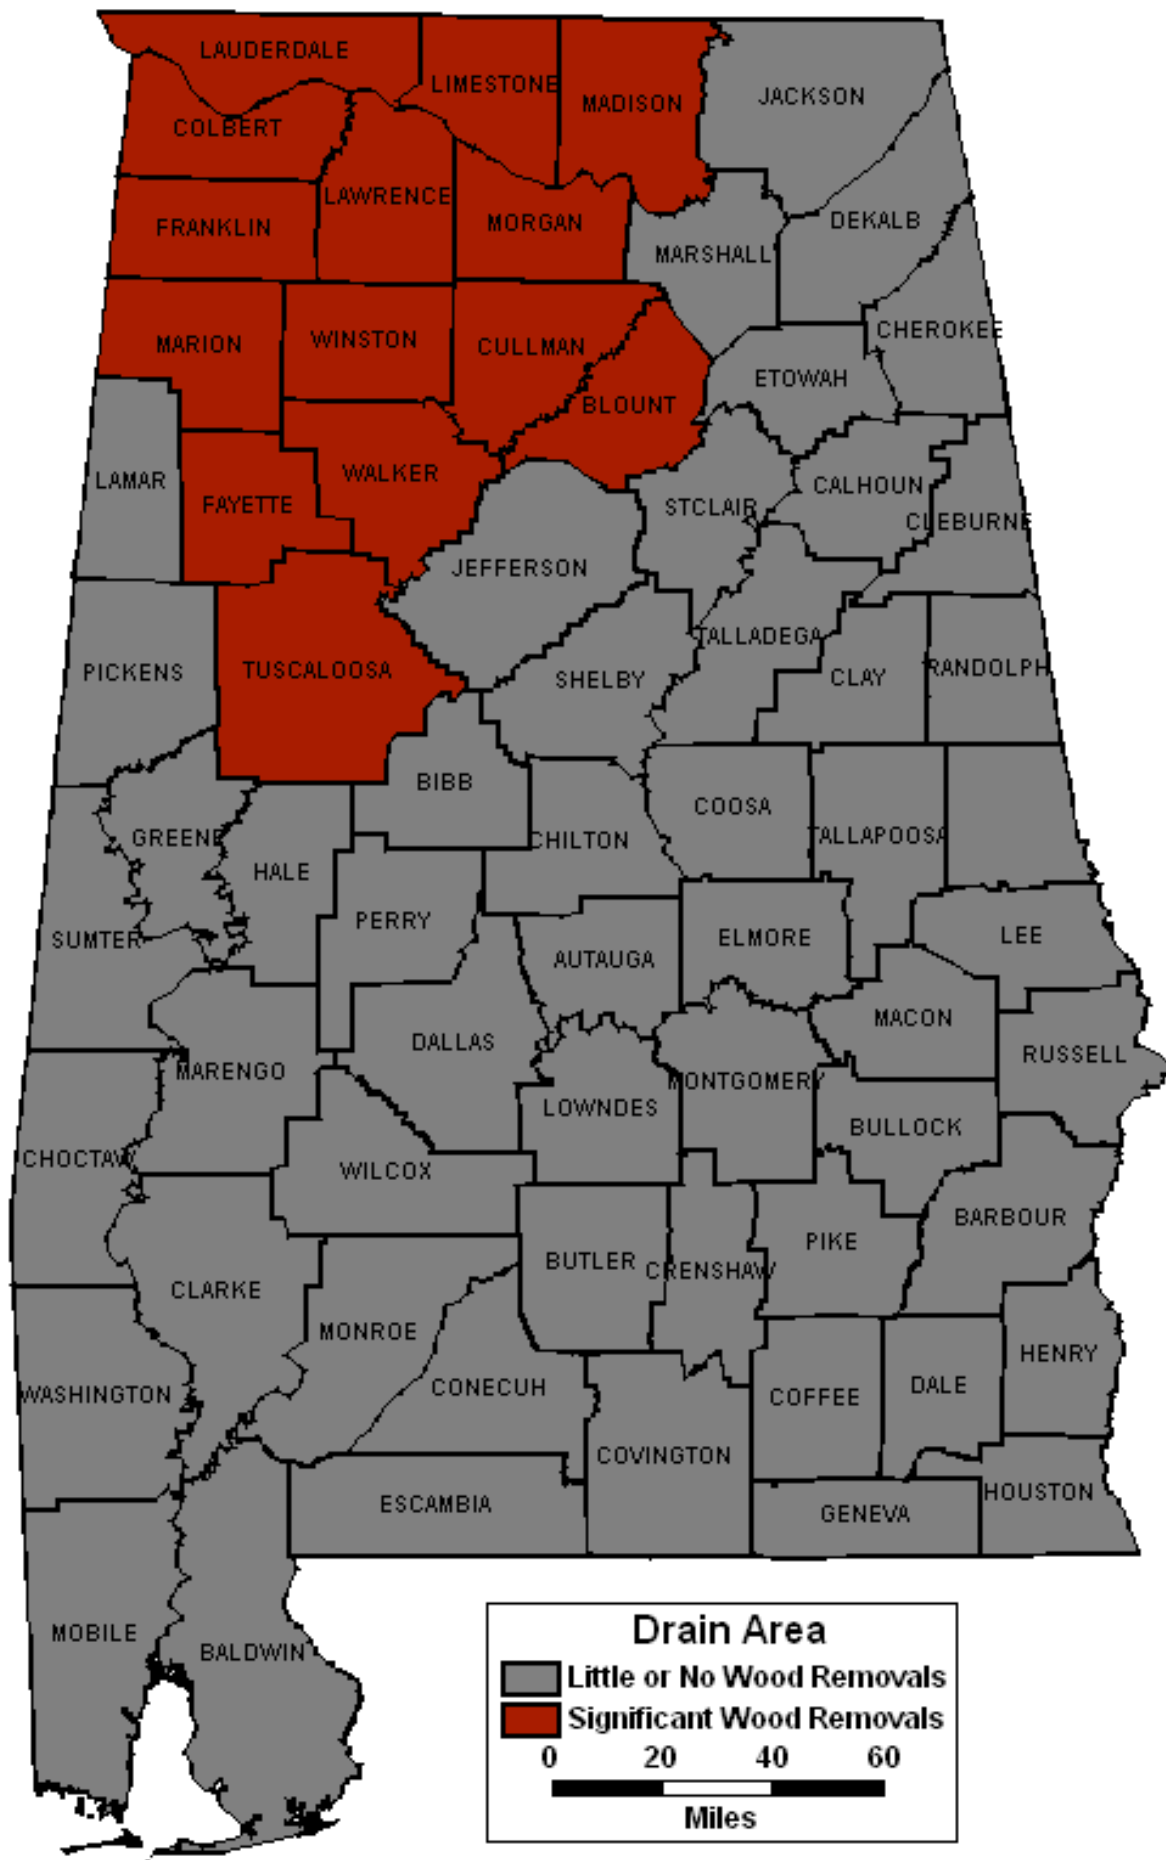 LAUDERDALE
LIMESTONE
MADISON
JACKSON
COLBERT
LAWRENCE
FRANKLIN
MORGAN
DEKALB
MARSHALL
MARION
WINSTON
CULLMAN
CHEROKEE
ETOWAH
BLOUNT
LAMAR
WALKER
FAYETTE
STCLAIR
CALHOUN
CLEBURNE
JEFFERSON
TALLADEGA
PICKENS
TUSCALOOSA
SHELBY
CLAY
RANDOLPH
BIBB
COOSA
GREENE
CHILTON
TALLAPOOSA
HALE
PERRY
SUMTER
AUTAUGA
ELMORE
LEE
MACON
DALLAS
RUSSELL
MARENGO
MONTGOMERY
LOWNDES
BULLOCK
CHOCTAW
WILCOX
BARBOUR
PIKE
BUTLER
CRENSHAW
CLARKE
MONROE
HENRY
WASHINGTON
CONECUH
COFFEE
DALE
COVINGTON
ESCAMBIA
GENEVA
HOUSTON
MOBILE
BALDWIN
Drain Area
Little or No Wood Removals
Significant Wood Removals
0 20 40 60
Miles